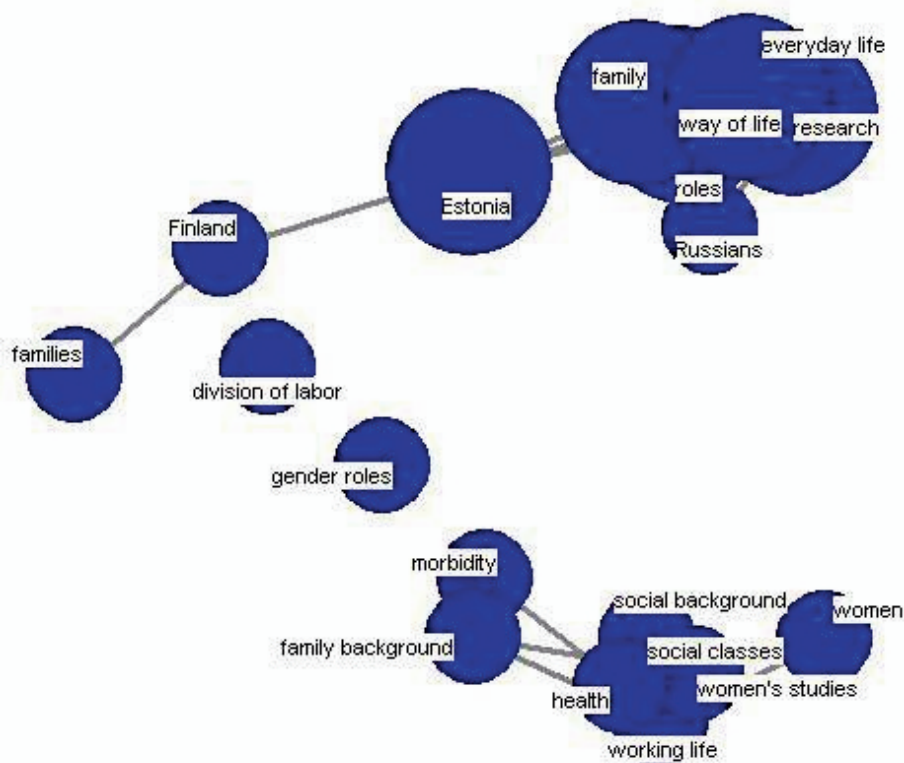 everyday life
family
way of life
research
roles
Estonia
Finland
Russians
families
division of labor
gender roles
morbidity
social background
women
family background
social classes
women's studies
health
working life